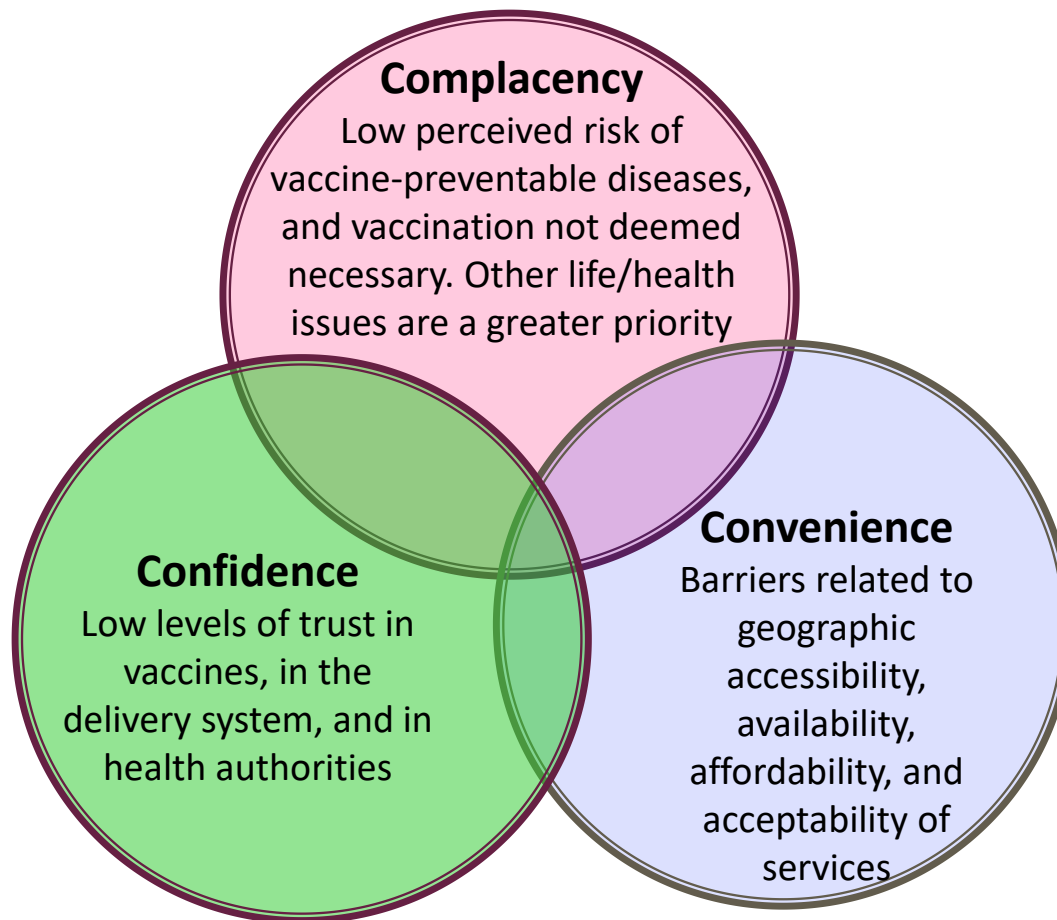 Complacency
Low perceived risk of
vaccine-preventable diseases,
and vaccination not deemed
necessary. Other life/health
issues are a greater priority
Confidence
Low levels of trust in
vaccines, in the
delivery system, and in
health authorities
Convenience
Barriers related to
geographic
accessibility,
availability,
affordability, and
acceptability of
services